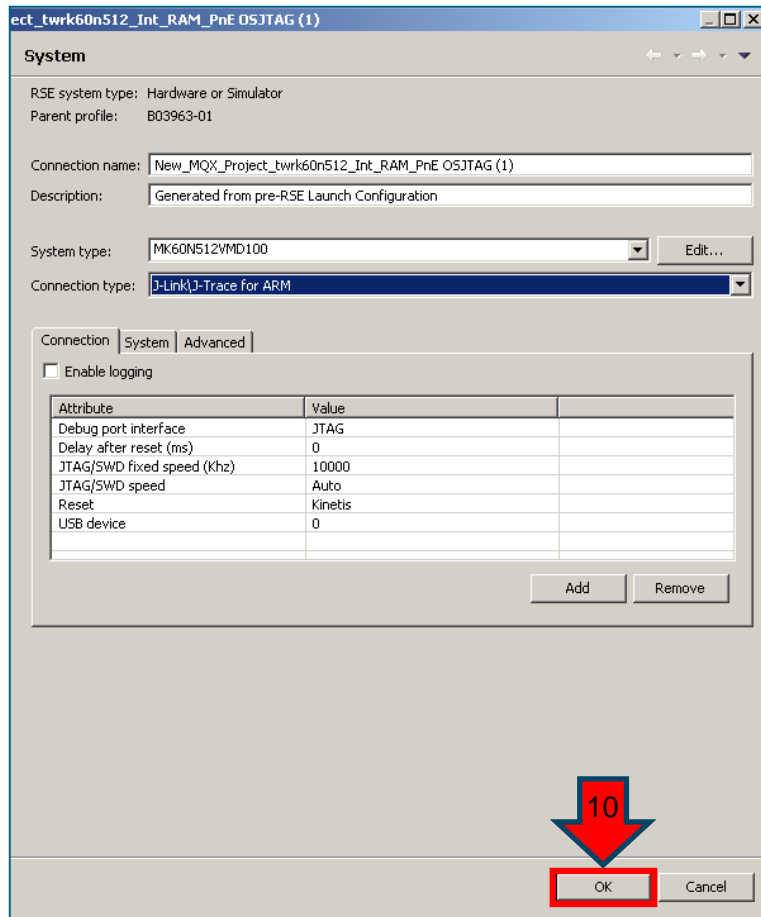 ect_twrk60n512_Int_RAM_PnE OSJTAG (1)
System
RSE system type: Hardware or Simulator
Parent profile: B03963-01
Connection name: New_MQX_Project_twrk60n512_Int_RAM_PnE OSJTAG (1)
Description: Generated from pre-RSE Launch Configuration
System type: MK60N512VMD100 Edit...
Connection type: J-Link\J-Trace for ARM
Connection System Advanced
Enable logging
Attribute Value
Debug port interface JTAG
Delay after reset (ms) 0
JTAG/SWD fixed speed (Khz) 10000
JTAG/SWD speed Auto
Reset Kinetis
USB device 0
Add Remove
10
OK Cancel